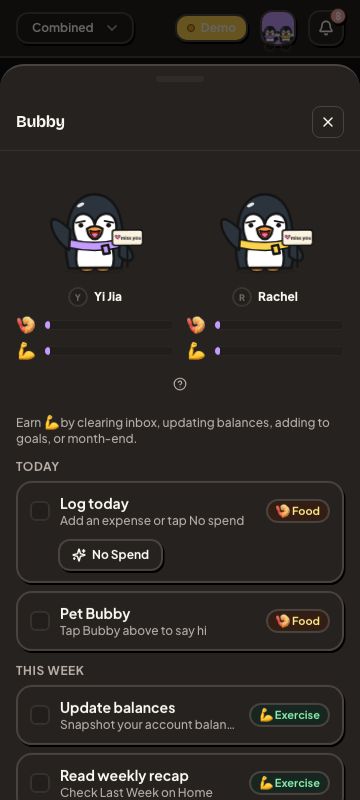 Combined
Demo
8
Bubby
miss you
miss you
Y Yi Jia
R Rachel
Earn 💪 by clearing inbox, updating balances, adding to
goals, or month-end.
TODAY
Log today
Add an expense or tap No spend
🍤 Food
No Spend
Pet Bubby
Tap Bubby above to say hi
🍤 Food
THIS WEEK
Update balances
Snapshot your account balan...
💪 Exercise
Read weekly recap
Check Last Week on Home
💪 Exercise